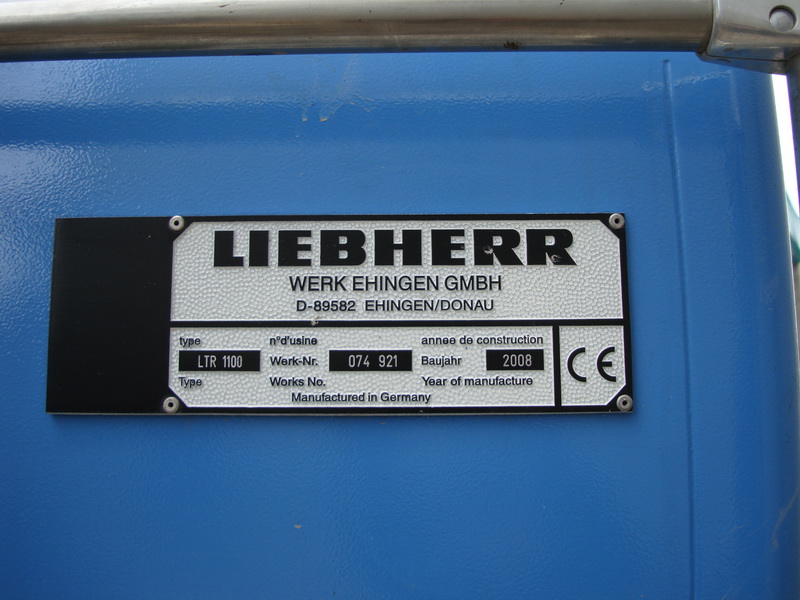 LIEBHERR
WERK EHINGEN GMBH
D-89582 EHINGEN/DONAU
type n°d'usine annee de construction
LTR 1100 Werk-Nr. 074 921 Baujahr 2008
Type Works No. Year of manufacture
Manufactured in Germany
CE